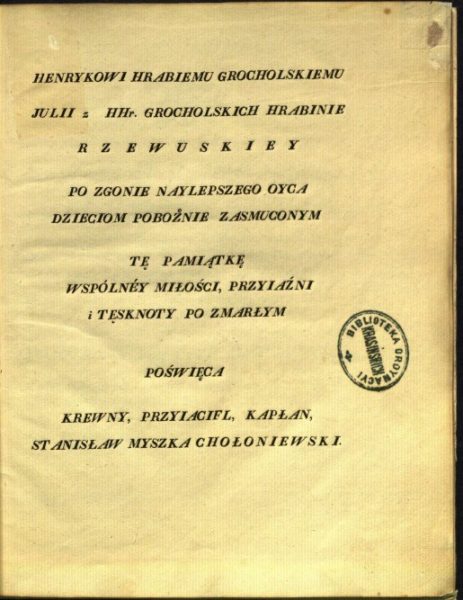 HENRYKOWI HRABIEMU GROCHOLSKIEMU
JULII z HHr. GROCHOLSKICH HRABINIE
RZEWUSKIEY
PO ZGONIE NAYLEPSZEGO OYCA
DZIECIOM POBOŻNIE ZASMUCONYM
TĘ PAMIĄTKĘ
WSPÓLNÉY MIŁOŚCI, PRZYIAŹNI
i TĘSKNOTY PO ZMARŁYM
POŚWIĘCA
KREWNY, PRZYIACIEL, KAPŁAN,
STANISŁAW MYSZKA CHOŁONIEWSKI.
BIBLIOTEKA ORDYNACYI
KRASIŃSKICH